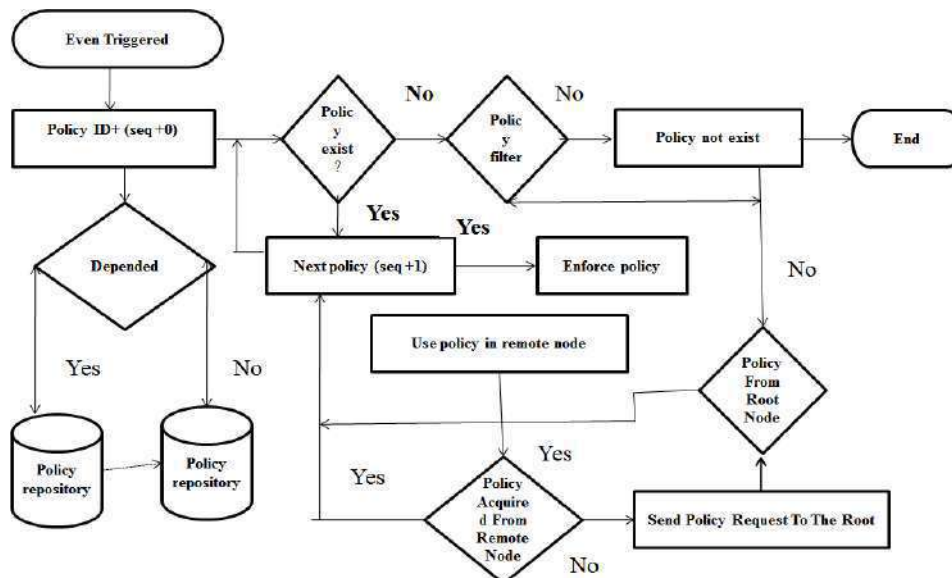 Even Triggered
Policy ID+ (seq +0)
Polic
y
exist
?
No
Polic
y
filter
No
Policy not exist
End
Yes
Yes
Depended
Next policy (seq +1)
Enforce policy
No
Yes
No
Use policy in remote node
Policy
From
Root
Node
Policy
repository
Policy
repository
Yes
Yes
Policy
Acquire
d From
Remote
Node
No
Send Policy Request To The Root